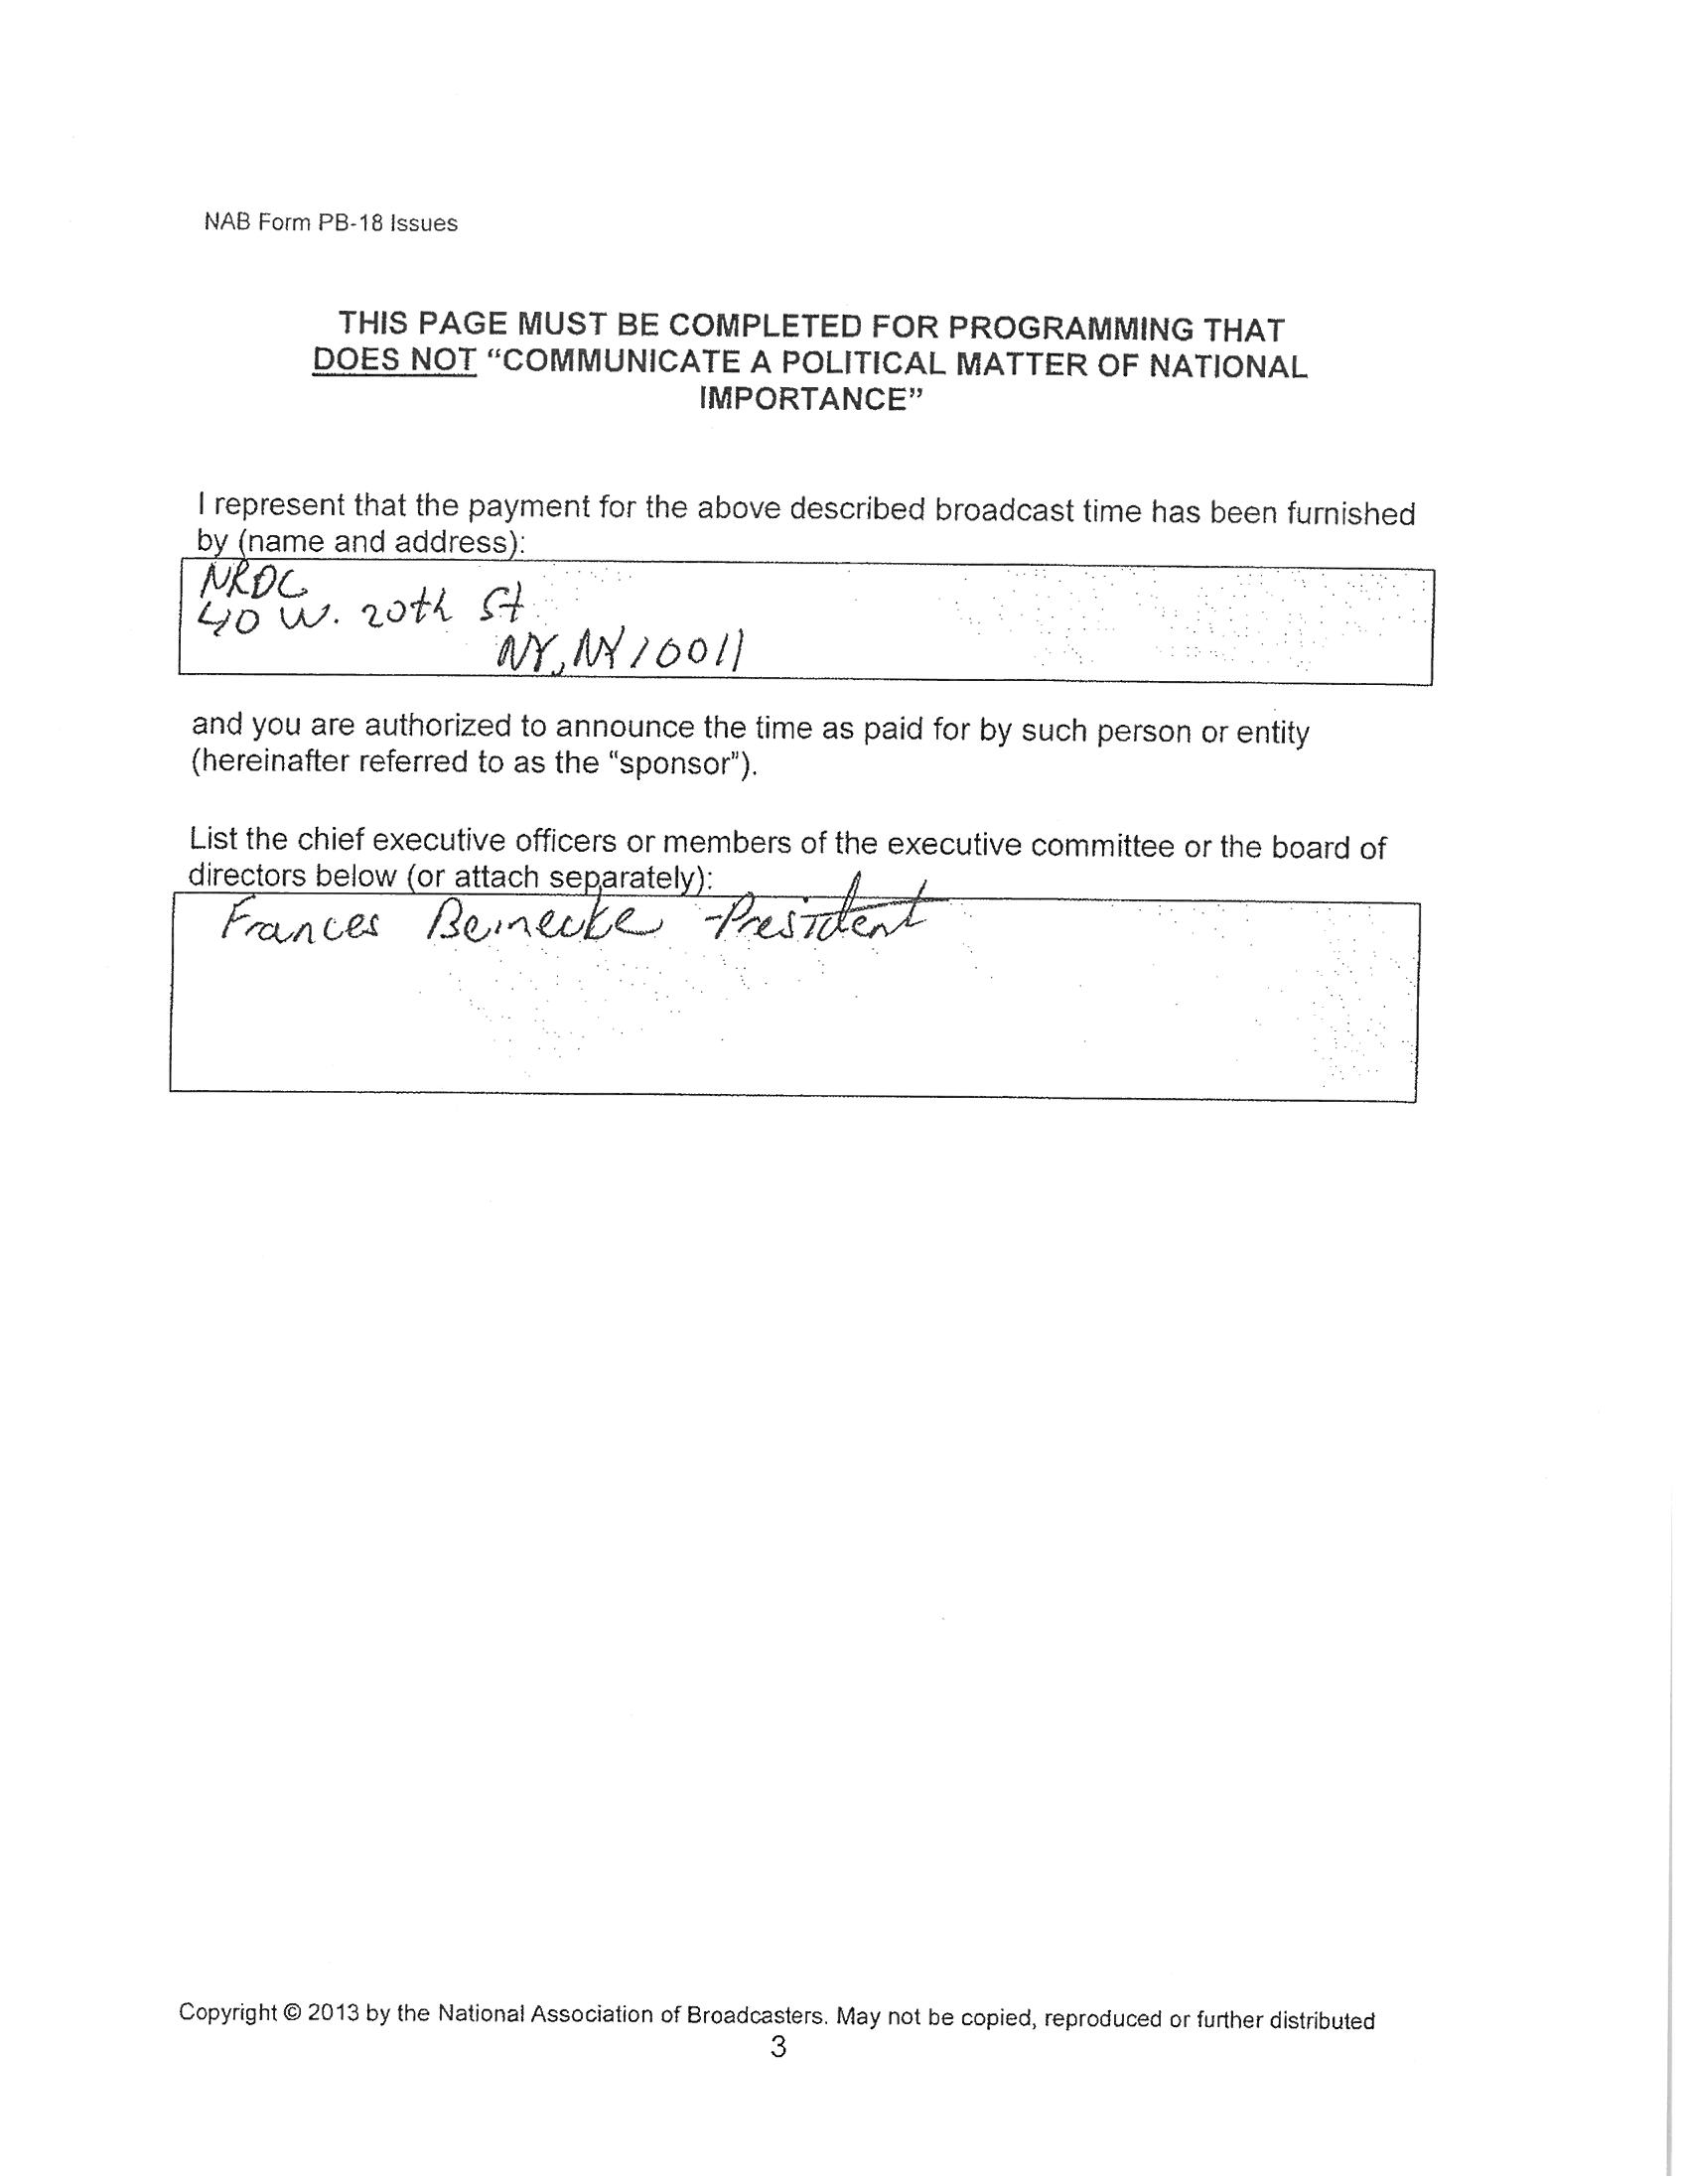 NAB Form PB-18 Issues
THIS PAGE MUST BE COMPLETED FOR PROGRAMMING THAT
DOES NOT “COMMUNICATE A POLITICAL MATTER OF NATIONAL
IMPORTANCE”
I represent that the payment for the above described broadcast time has been furnished
by (name and address):
NRDC
40 W. 20th St
NY, NY 10011
and you are authorized to announce the time as paid for by such person or entity
(hereinafter referred to as the “sponsor”).
List the chief executive officers or members of the executive committee or the board of
directors below (or attach separately):
Frances Beinecke -President
Copyright © 2013 by the National Association of Broadcasters. May not be copied, reproduced or further distributed
3